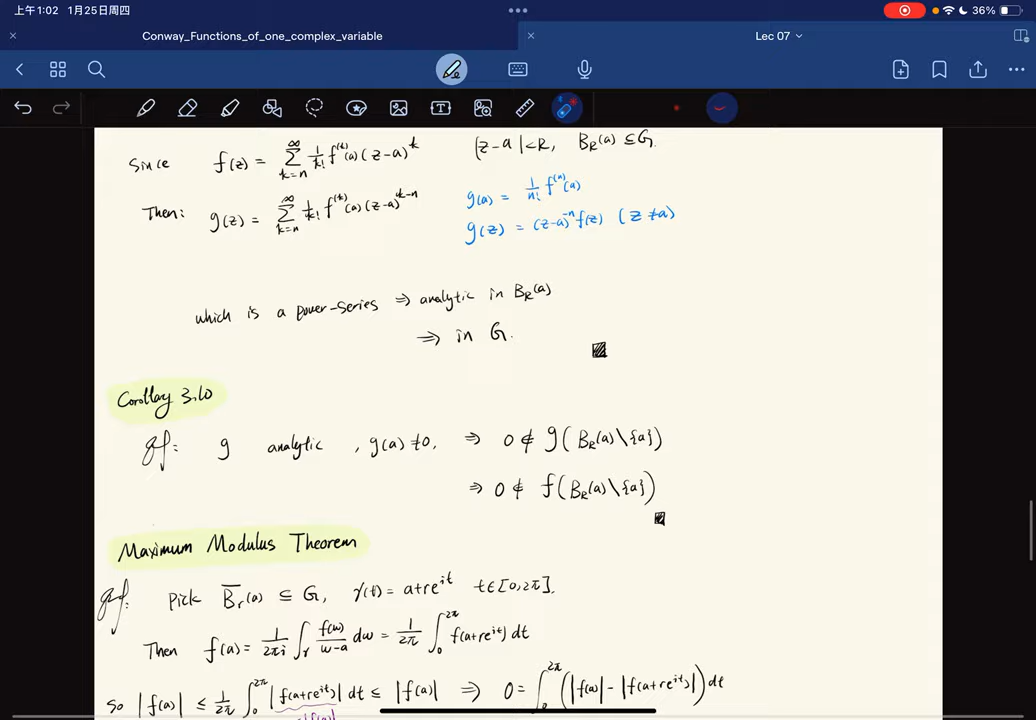 上午1:02 1月25日周四
36%
Conway_Functions_of_one_complex_variable
Lec 07
Since f(z) = ∑_{k=n}^{∞} 1/k! f^{(k)}(a) (z-a)^k |z-a|<R, B_R(a) ⊆ G.
Then: g(z) = ∑_{k=n}^{∞} 1/k! f^{(k)}(a) (z-a)^{k-n}
g(a) = 1/n! f^{(n)}(a)
g(z) = (z-a)^{-n} f(z) (z≠a)
which is a power-series ⇒ analytic in B_R(a)
⇒ in G.
Corollay 3.10
pf: g analytic, g(a)≠0, ⇒ 0 ∉ g(B_R(a)\{a})
⇒ 0 ∉ f(B_R(a)\{a})
Maximum Modulus Theorem
pf: Pick B̅_r(a) ⊆ G, γ(t) = a+re^{it} t∈[0,2π].
Then f(a) = 1/2πi ∫_γ f(w)/w-a dw = 1/2π ∫_0^{2π} f(a+re^{it}) dt
So |f(a)| ≤ 1/2π ∫_0^{2π} |f(a+re^{it})| dt ≤ |f(a)| ⇒ 0 = ∫_0^{2π} (|f(a)| - |f(a+re^{it})|) dt